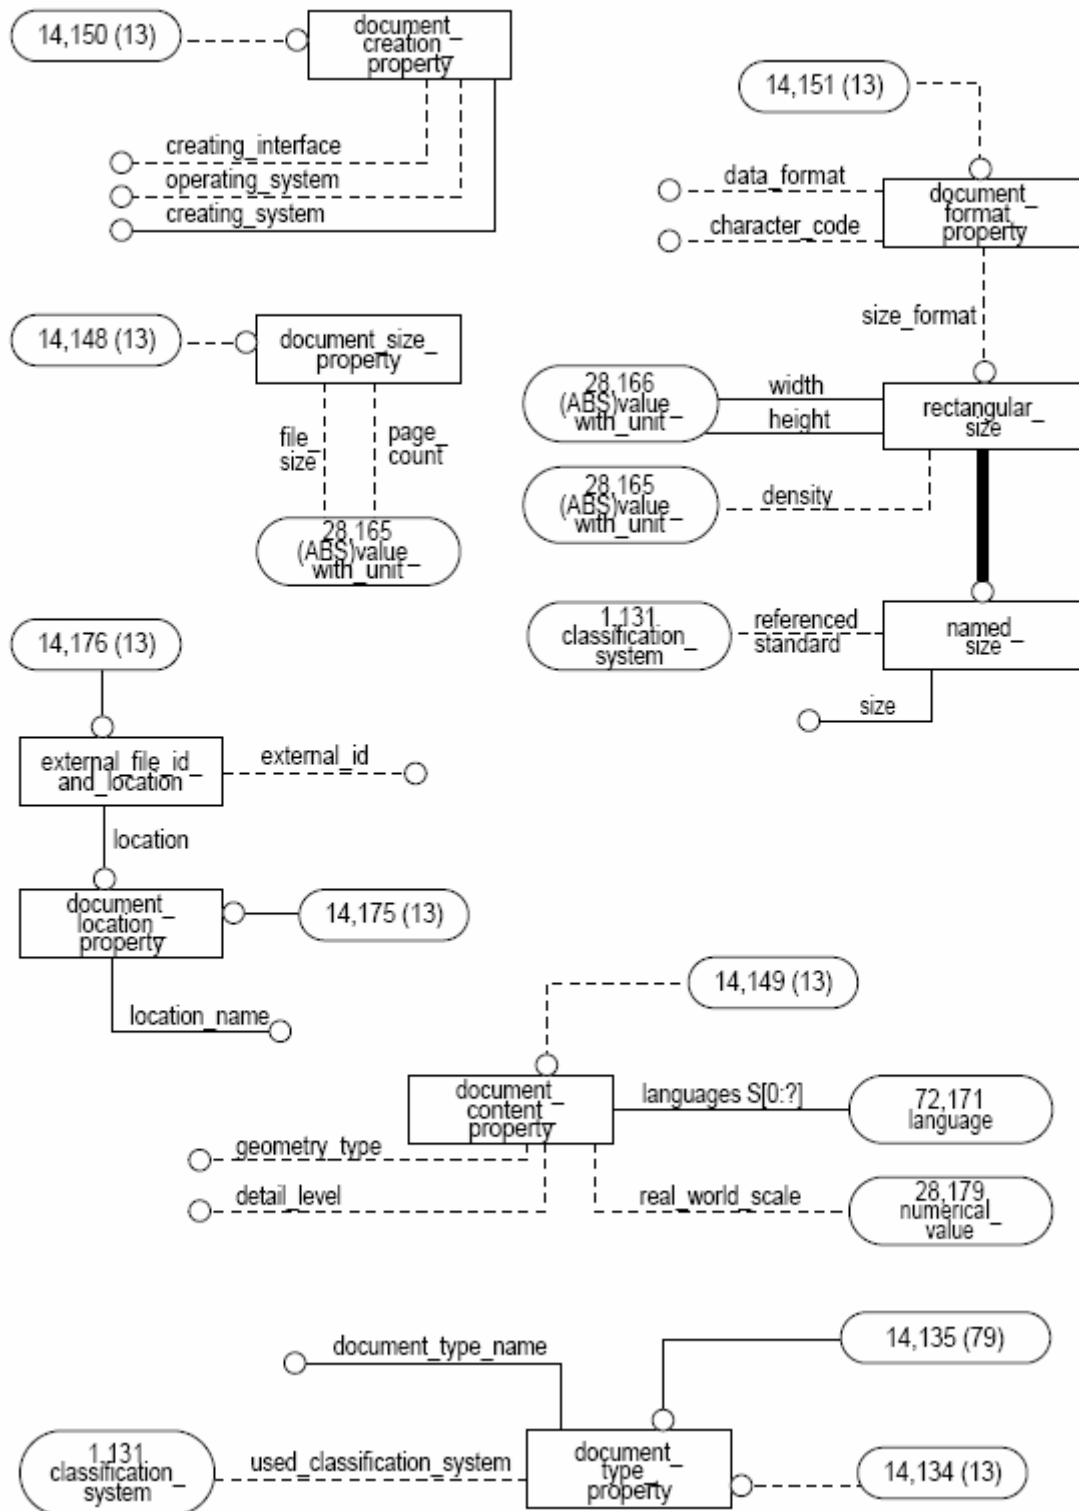 14,150 (13)
document_
creation_
property
14,151 (13)
creating_interface
operating_system
creating_system
data_format
character_code
document_
format_
property
size_format
14,148 (13)
document_size_
property
file_
size
page_
count
28,165
(ABS)value_
with_unit
28,166
(ABS)value_
with_unit
width
height
rectangular_
size
28,165
(ABS)value_
with_unit
density
1,131
classification_
system
referenced
standard
named_
size
size
14,176 (13)
external_file_id_
and_location
external_id
location
document_
location_
property
14,175 (13)
location_name
14,149 (13)
document_
content_
property
languages S[0:?]
72,171
language
geometry_type
detail_level
real_world_scale
28,179
numerical_
value
document_type_name
14,135 (79)
1,131
classification_
system
used_classification_system
document_
type_
property
14,134 (13)